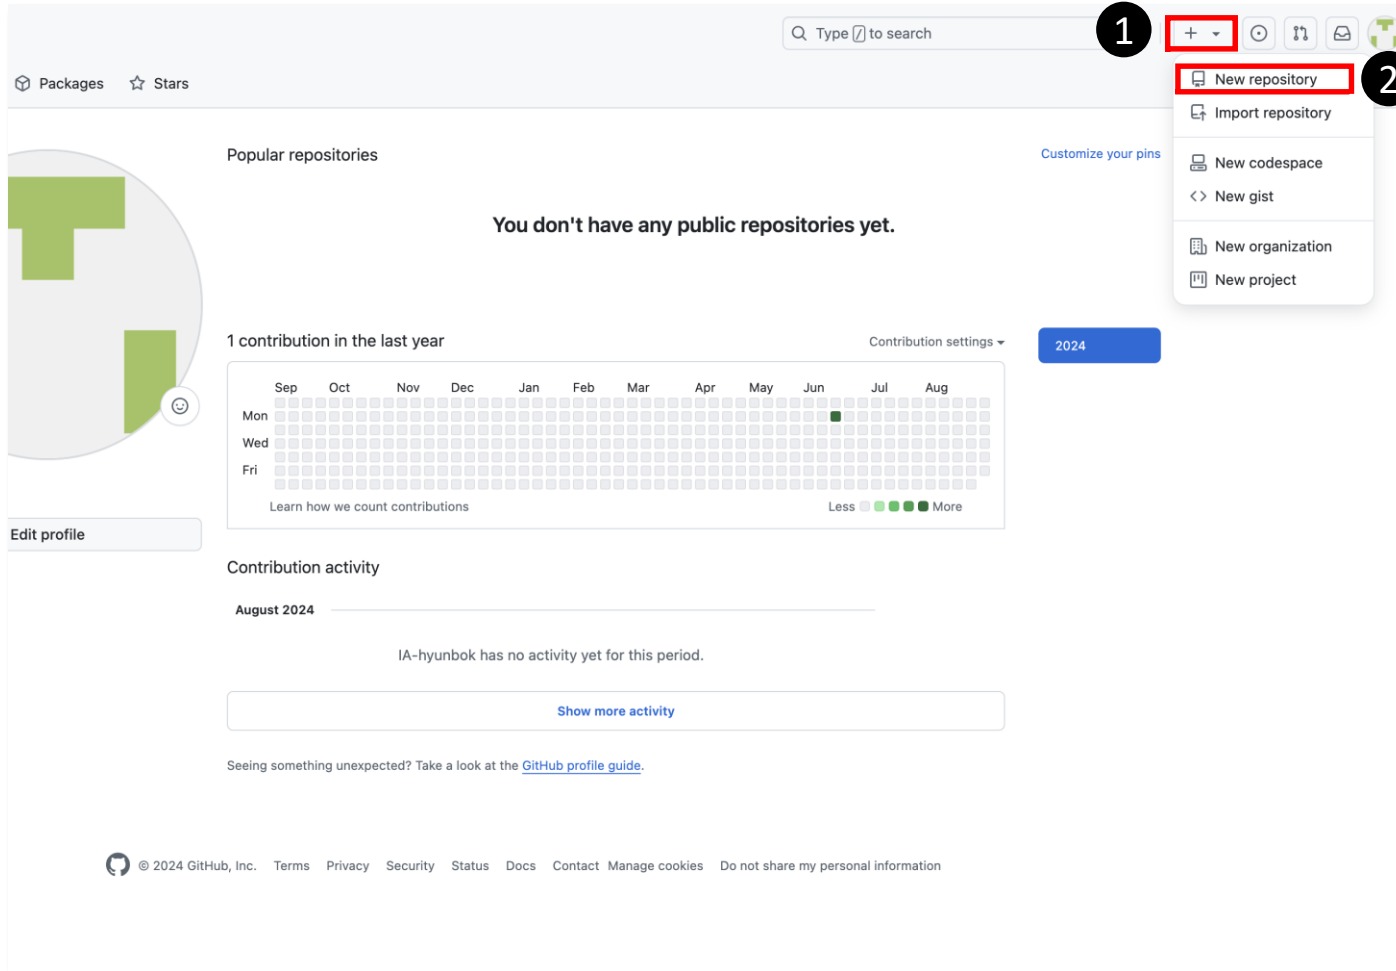 Type / to search
1
2
Packages
Stars
New repository
Import repository
New codespace
New gist
New organization
New project
Popular repositories
Customize your pins
You don't have any public repositories yet.
1 contribution in the last year
Contribution settings
2024
Sep Oct Nov Dec Jan Feb Mar Apr May Jun Jul Aug
Mon
Wed
Fri
Learn how we count contributions
Less More
Edit profile
Contribution activity
August 2024
IA-hyunbok has no activity yet for this period.
Show more activity
Seeing something unexpected? Take a look at the GitHub profile guide.
© 2024 GitHub, Inc. Terms Privacy Security Status Docs Contact Manage cookies Do not share my personal information